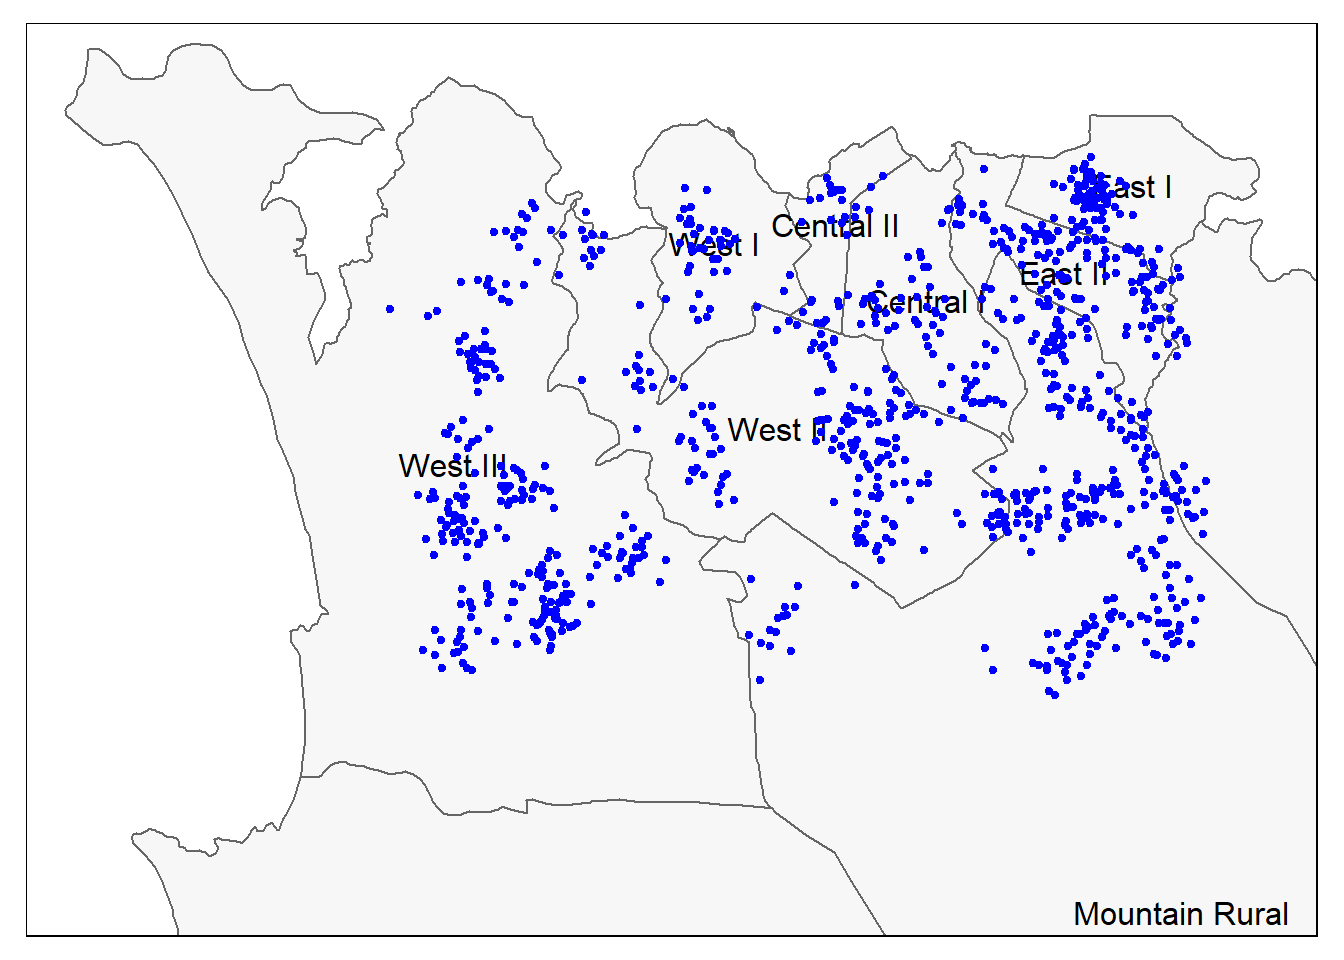 East I
Central II
West I
East II
Central I
West II
West III
Mountain Rural